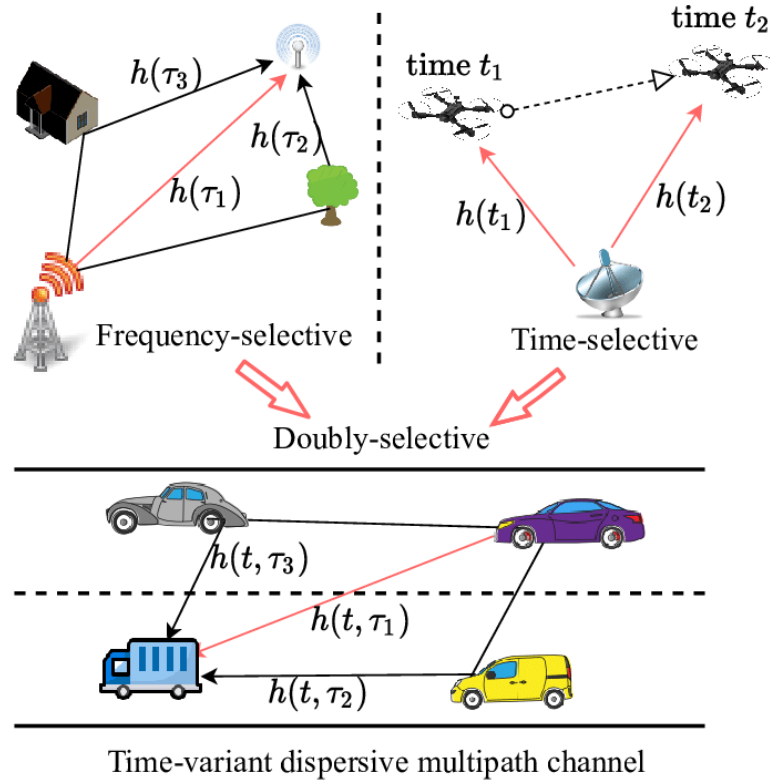 h(τ₃)
h(τ₂)
h(τ₁)
Frequency-selective
time t₁
time t₂
h(t₁)
h(t₂)
Time-selective
Doubly-selective
h(t, τ₃)
h(t, τ₁)
h(t, τ₂)
Time-variant dispersive multipath channel